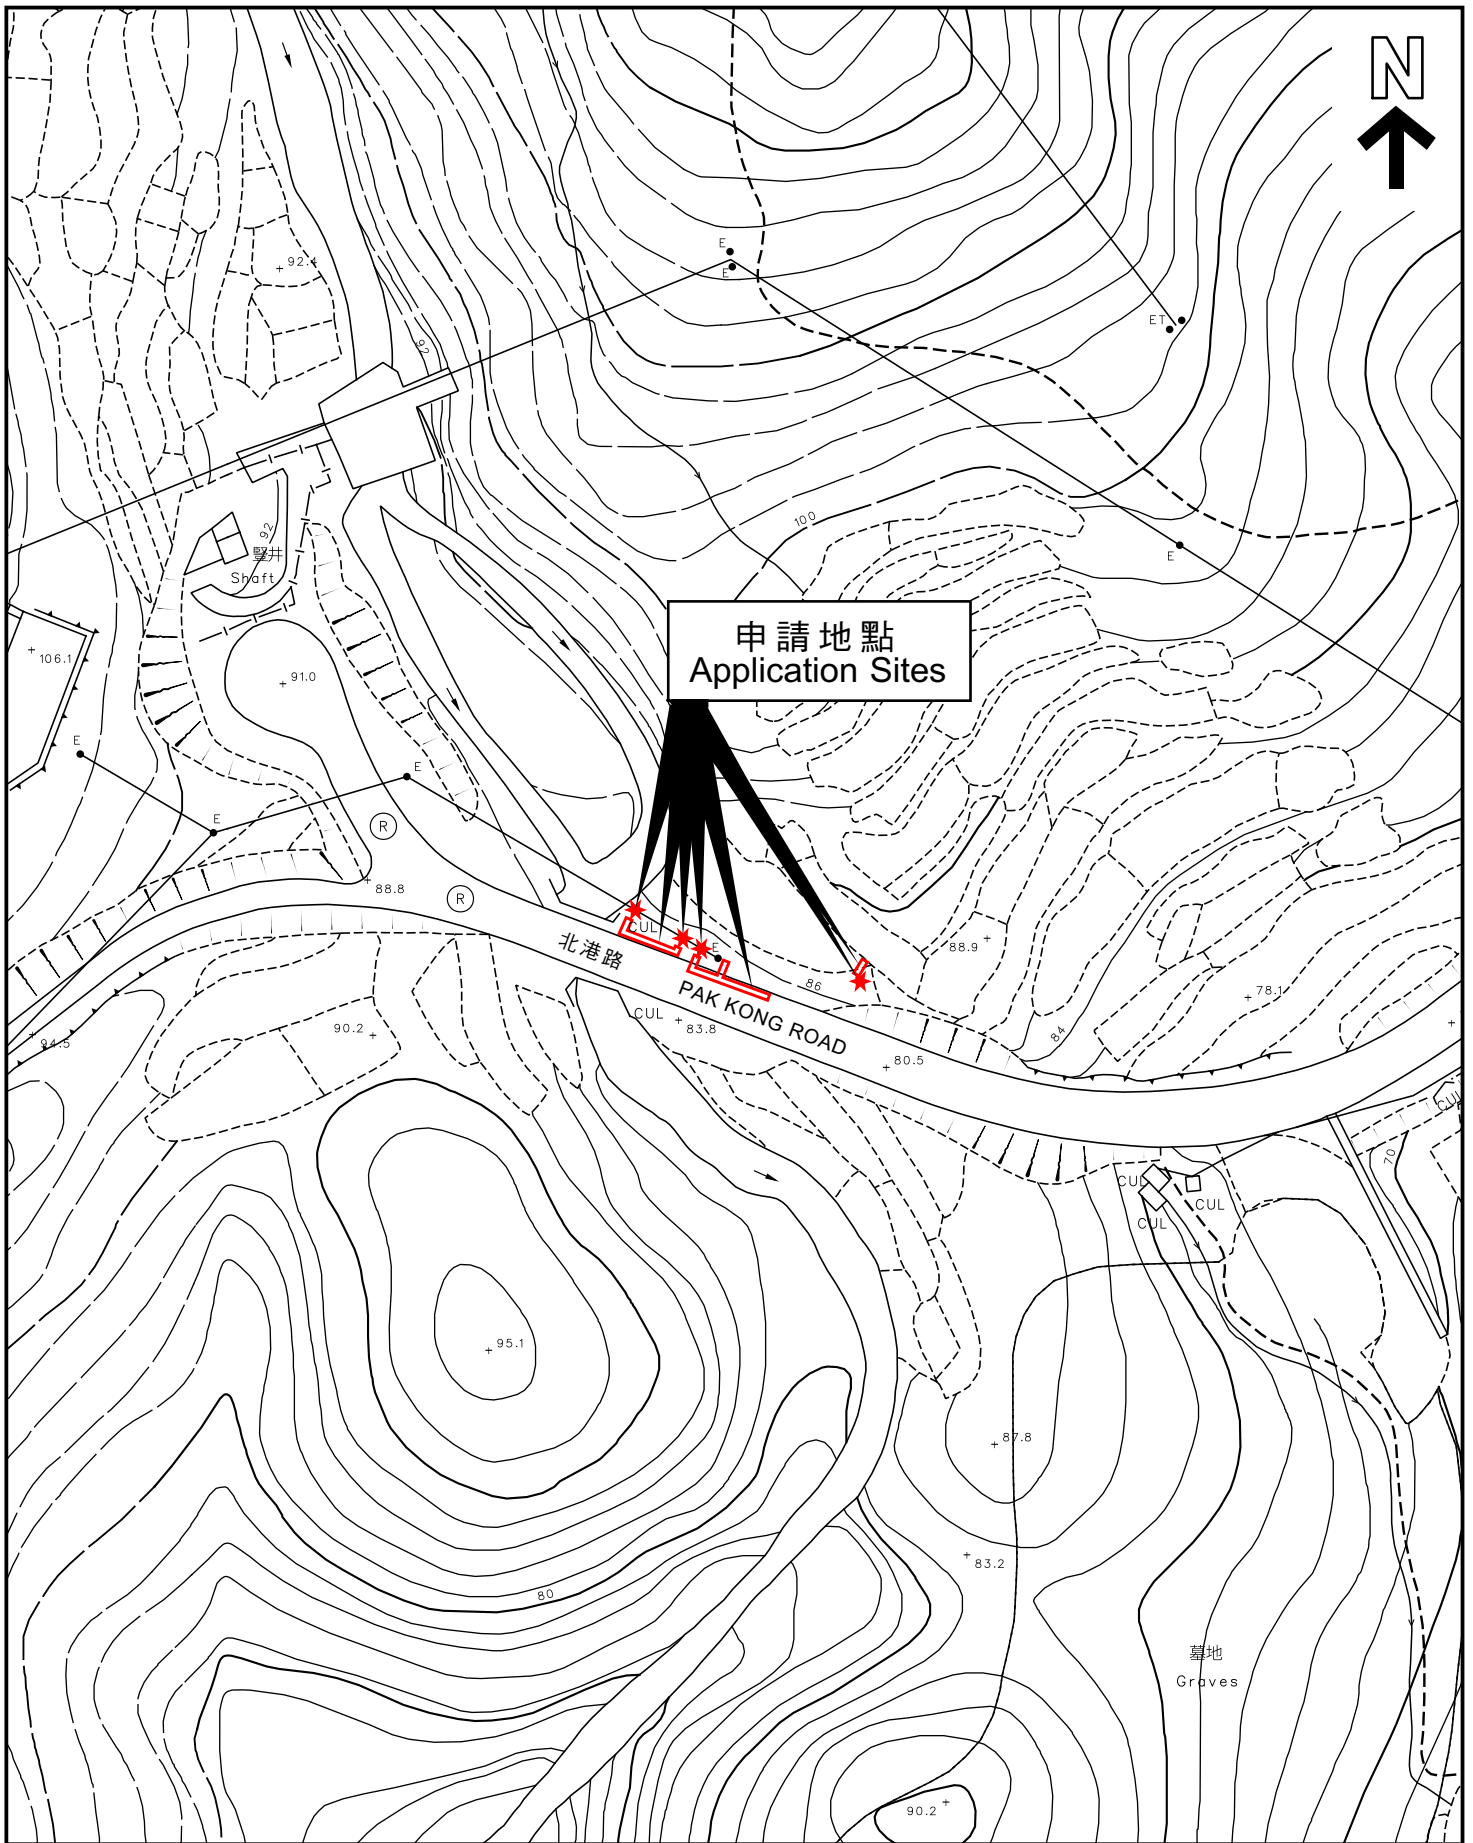 N
E
E
92.4
ET
92
100
92
豎井
Shaft
E
申請地點
Application Sites
106.1
91.0
E
E
E
R
88.8
R
CUL
E
北港路
88.9
86
78.1
PAK KONG ROAD
CUL
83.8
90.2
94.5
84
80.5
CUL
70
CUL
CUL
CUL
95.1
87.8
83.2
80
墓地
Graves
90.2